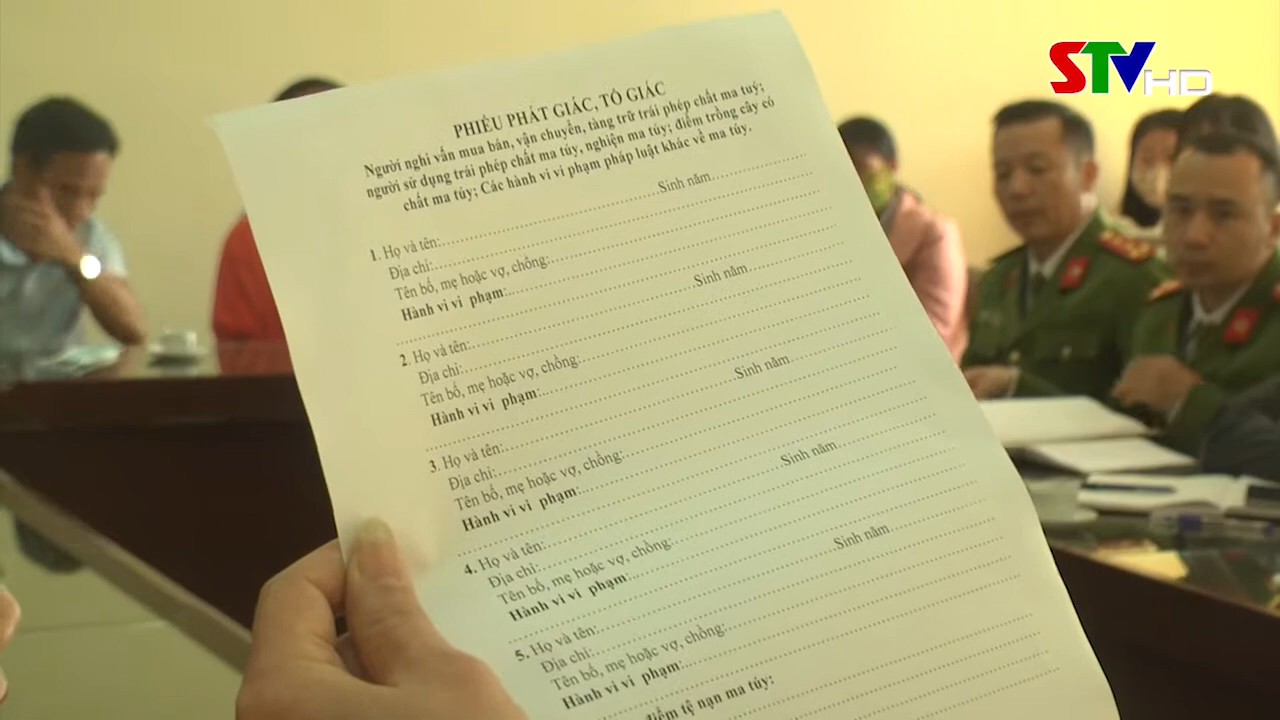 STV HD
PHIẾU PHÁT GIÁC, TỐ GIÁC
Người nghi vấn mua bán, vận chuyển, tàng trữ trái phép chất ma tuý;
người sử dụng trái phép chất ma túy, nghiện ma túy; điểm trồng cây có
chất ma túy; Các hành vi vi phạm pháp luật khác về ma túy.
1. Họ và tên:..........Sinh năm..........
Địa chỉ:..........
Tên bố, mẹ hoặc vợ, chồng:..........
Hành vi vi phạm:..........
2. Họ và tên:..........Sinh năm..........
Địa chỉ:..........
Tên bố, mẹ hoặc vợ, chồng:..........
Hành vi vi phạm:..........
3. Họ và tên:..........Sinh năm..........
Địa chỉ:..........
Tên bố, mẹ hoặc vợ, chồng:..........
Hành vi vi phạm:..........
4. Họ và tên:..........Sinh năm..........
Địa chỉ:..........
Tên bố, mẹ hoặc vợ, chồng:..........
Hành vi vi phạm:..........
5. Họ và tên:..........Sinh năm..........
Địa chỉ:..........
Tên bố, mẹ hoặc vợ, chồng:..........
Hành vi vi phạm:..........
điểm tệ nạn ma túy: